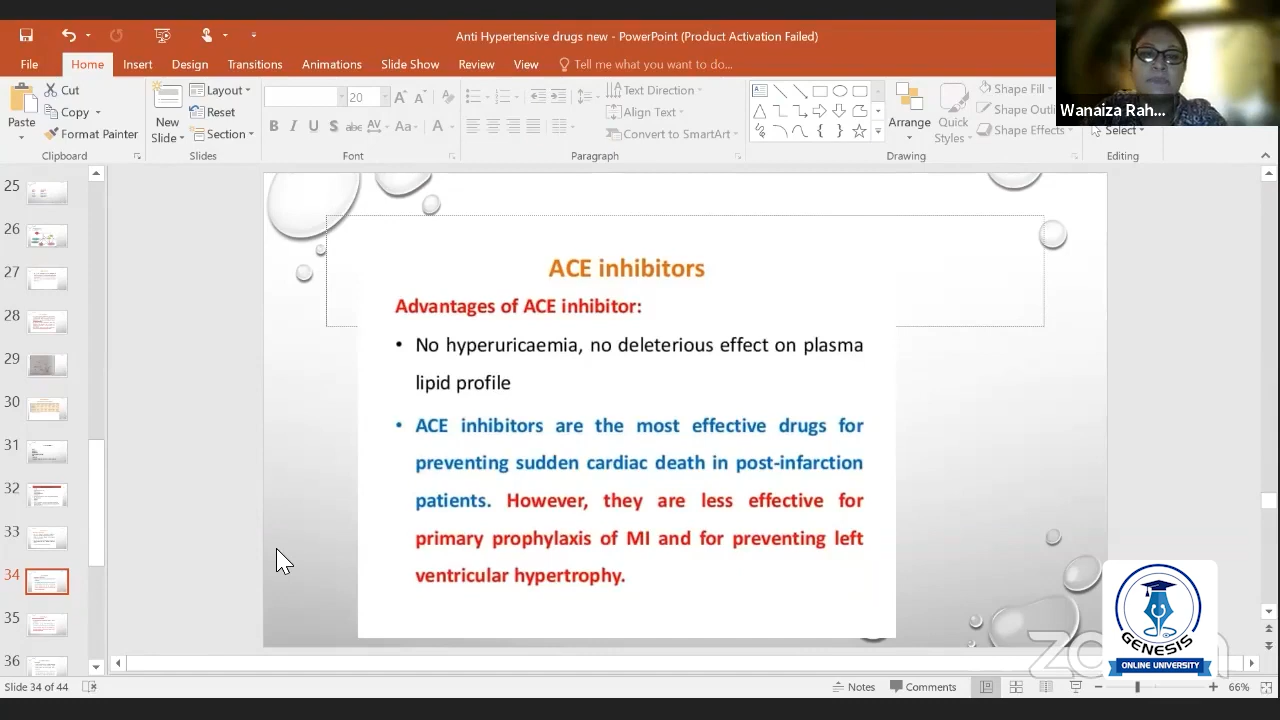 Anti Hypertensive drugs new - PowerPoint (Product Activation Failed)
File Home Insert Design Transitions Animations Slide Show Review View Tell me what you want to do...
Wanaiza Rah...
Paste
Cut
Copy
Format Painter
Clipboard
New Slide
Layout
Reset
Section
Slides
20
B I U S abc AV Aa A
Font
Text Direction
Align Text
Convert to SmartArt
Paragraph
Arrange
Quick Styles
Shape Fill
Shape Outli
Shape Effects
Drawing
Select
Editing
25
26
27
28
29
30
31
32
33
34
35
36
ACE inhibitors
Advantages of ACE inhibitor:
• No hyperuricaemia, no deleterious effect on plasma
lipid profile
• ACE inhibitors are the most effective drugs for
preventing sudden cardiac death in post-infarction
patients. However, they are less effective for
primary prophylaxis of MI and for preventing left
ventricular hypertrophy.
GENESIS
ONLINE UNIVERSITY
zoom
Slide 34 of 44
Notes
Comments
66%